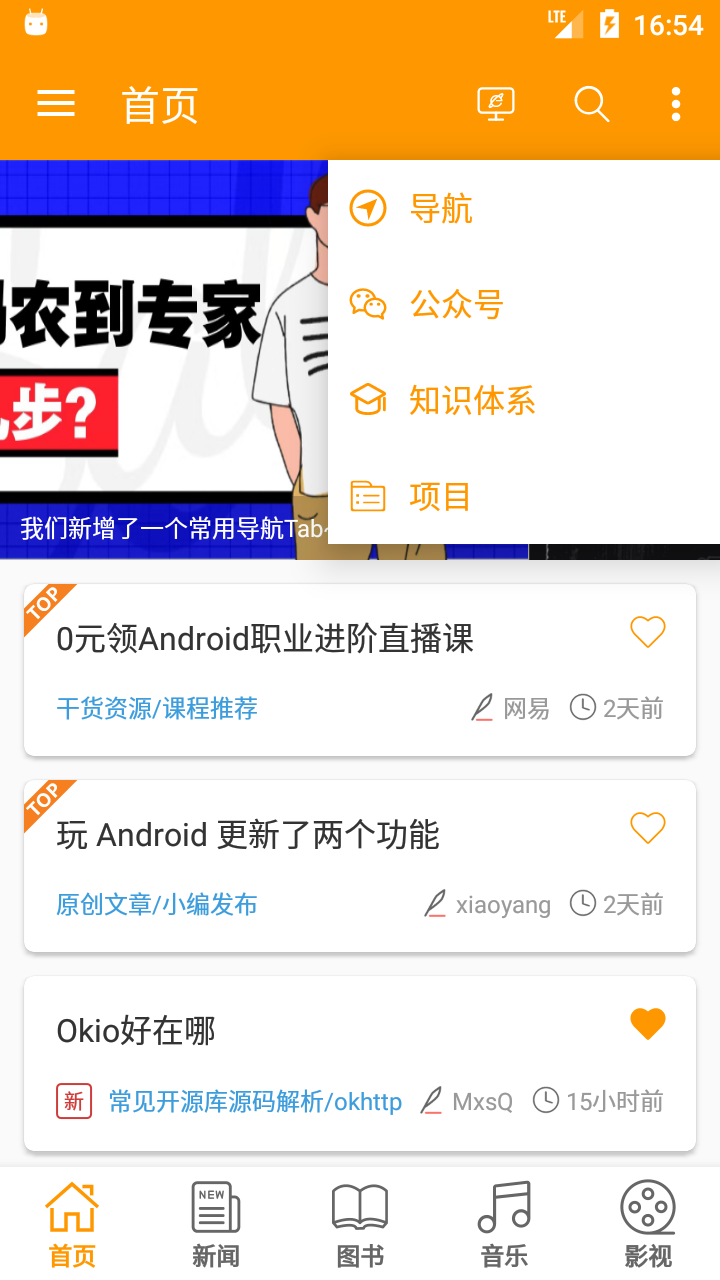 LTE 16:54
首页
导航
公众号
知识体系
项目
农到专家
步?
我们新增了一个常用导航Tab~
TOP
0元领Android职业进阶直播课
干货资源/课程推荐 网易 2天前
TOP
玩 Android 更新了两个功能
原创文章/小编发布 xiaoyang 2天前
Okio好在哪
新 常见开源库源码解析/okhttp MxsQ 15小时前
NEW
首页 新闻 图书 音乐 影视